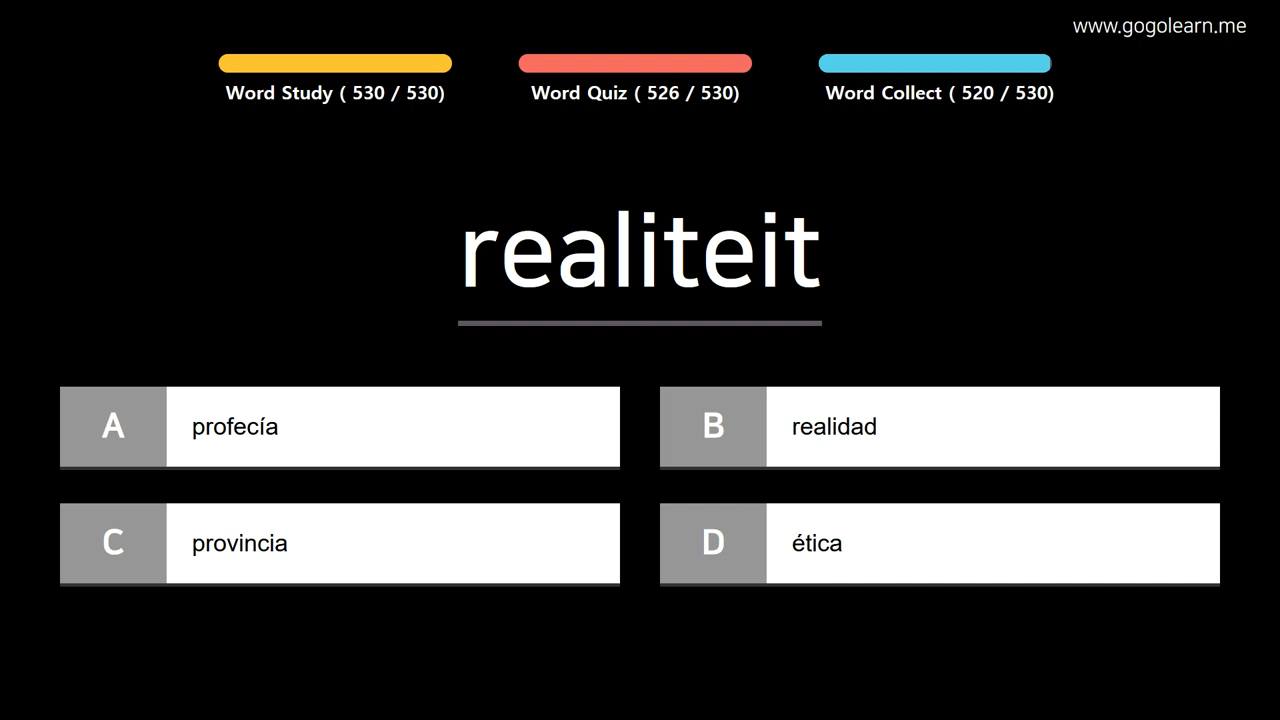 www.gogolearn.me
Word Study ( 530 / 530)
Word Quiz ( 526 / 530)
Word Collect ( 520 / 530)
realiteit
A profecía
B realidad
C provincia
D ética